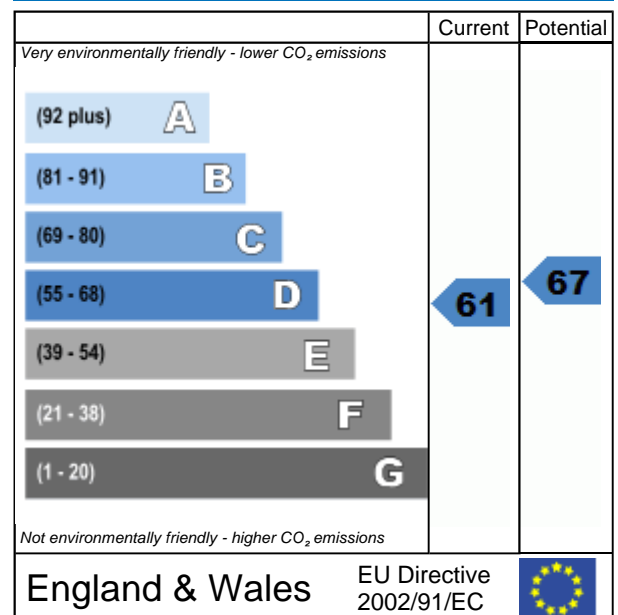 Current Potential
Very environmentally friendly - lower CO₂ emissions
(92 plus) A
(81 - 91) B
(69 - 80) C
(55 - 68) D
61
67
(39 - 54) E
(21 - 38) F
(1 - 20) G
Not environmentally friendly - higher CO₂ emissions
England & Wales
EU Directive
2002/91/EC